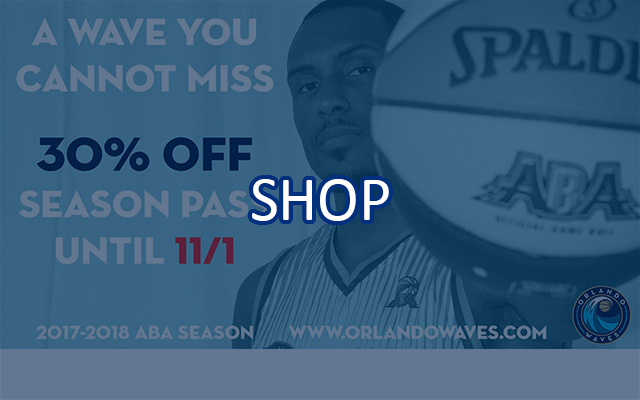 A WAVE YOU
CANNOT MISS
30% OFF
SEASON PASS
UNTIL 11/1
SHOP
2017-2018 ABA SEASON
WWW.ORLANDOWAVES.COM
ORLANDO
WAVES
SPALDI
ABA
OFFICIAL GAME BALL